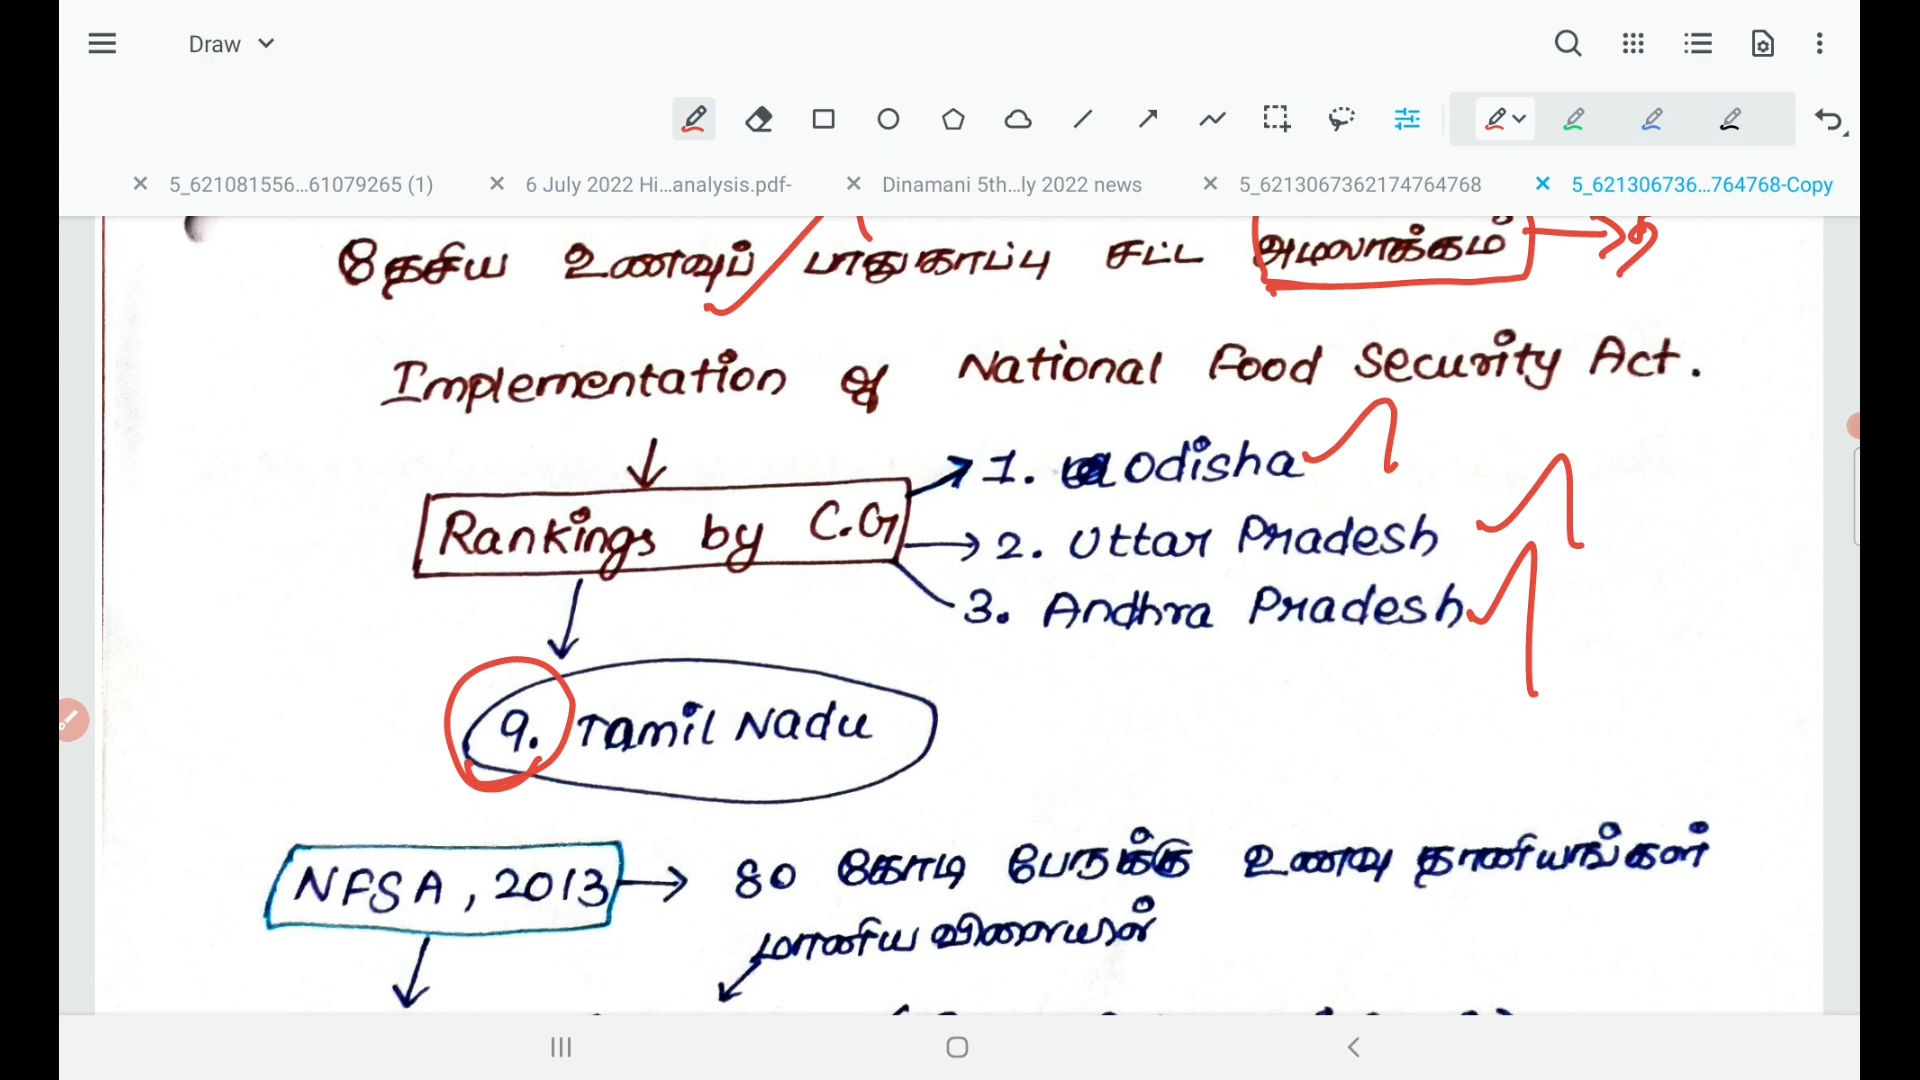 Draw
5_621081556...61079265 (1)
6 July 2022 Hi...analysis.pdf-
Dinamani 5th...ly 2022 news
5_6213067362174764768
5_621306736...764768-Copy
தேசிய உணவுப் பாதுகாப்பு சட்ட அமலாக்கம்
Implementation of National Food Security Act.
Rankings by C.G
1. Odisha
2. Uttar Pradesh
3. Andhra Pradesh
9. Tamil Nadu
NFSA, 2013 → 80 கோடி பேருக்கு உணவு தானியங்கள்
மானிய விலையில்